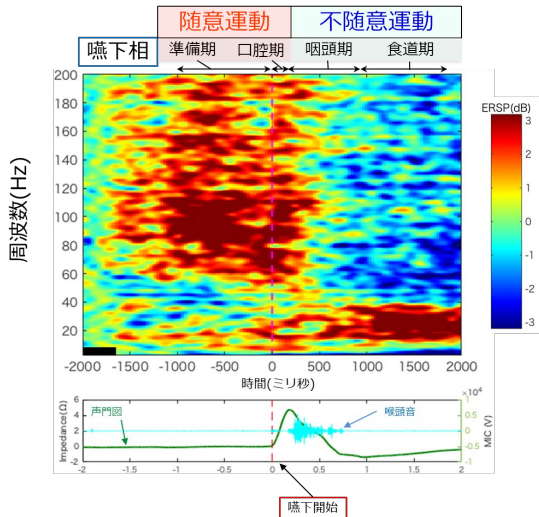 随意運動 不随意運動
嚥下相 準備期 口腔期 咽頭期 食道期
ERSP(dB)
周波数(Hz)
200
180
160
140
120
100
80
60
40
20
3
2
1
0
-1
-2
-3
-2000 -1500 -1000 -500 0 500 1000 1500 2000
時間(ミリ秒)
声門図
喉頭音
Impedance(Ω)
6
4
2
0
-2
MIC (V)
×10⁴
1
0.5
0
-0.5
-1
-2 -1.5 -1 -0.5 0 0.5 1 1.5 2
嚥下開始